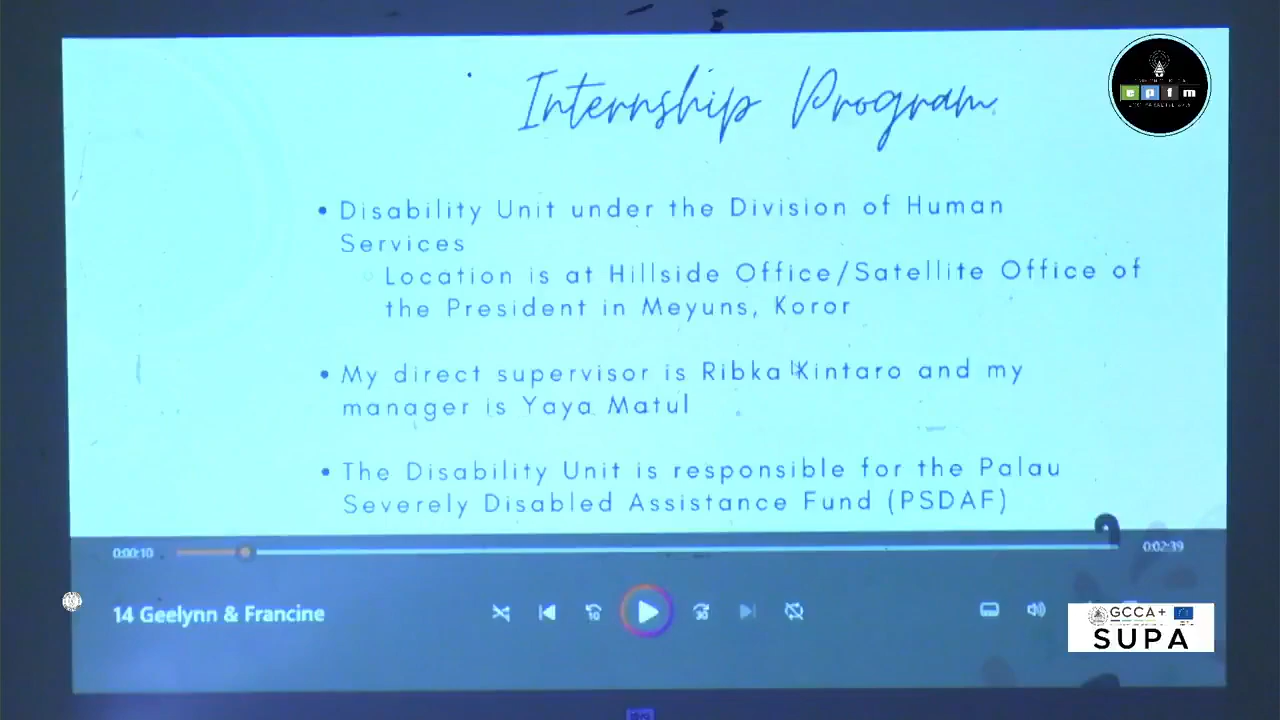 Internship Program
epfm
• Disability Unit under the Division of Human
Services
◦ Location is at Hillside Office/Satellite Office of
the President in Meyuns, Koror
• My direct supervisor is Ribka Kintaro and my
manager is Yaya Matul
• The Disability Unit is responsible for the Palau
Severely Disabled Assistance Fund (PSDAF)
0:00:10
0:02:39
14 Geelynn & Francine
10
30
GCCA+
SUPA